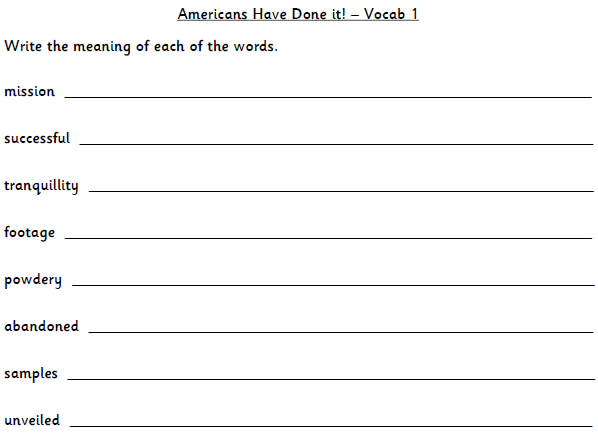 Americans Have Done it! – Vocab 1
Write the meaning of each of the words.
mission
successful
tranquillity
footage
powdery
abandoned
samples
unveiled